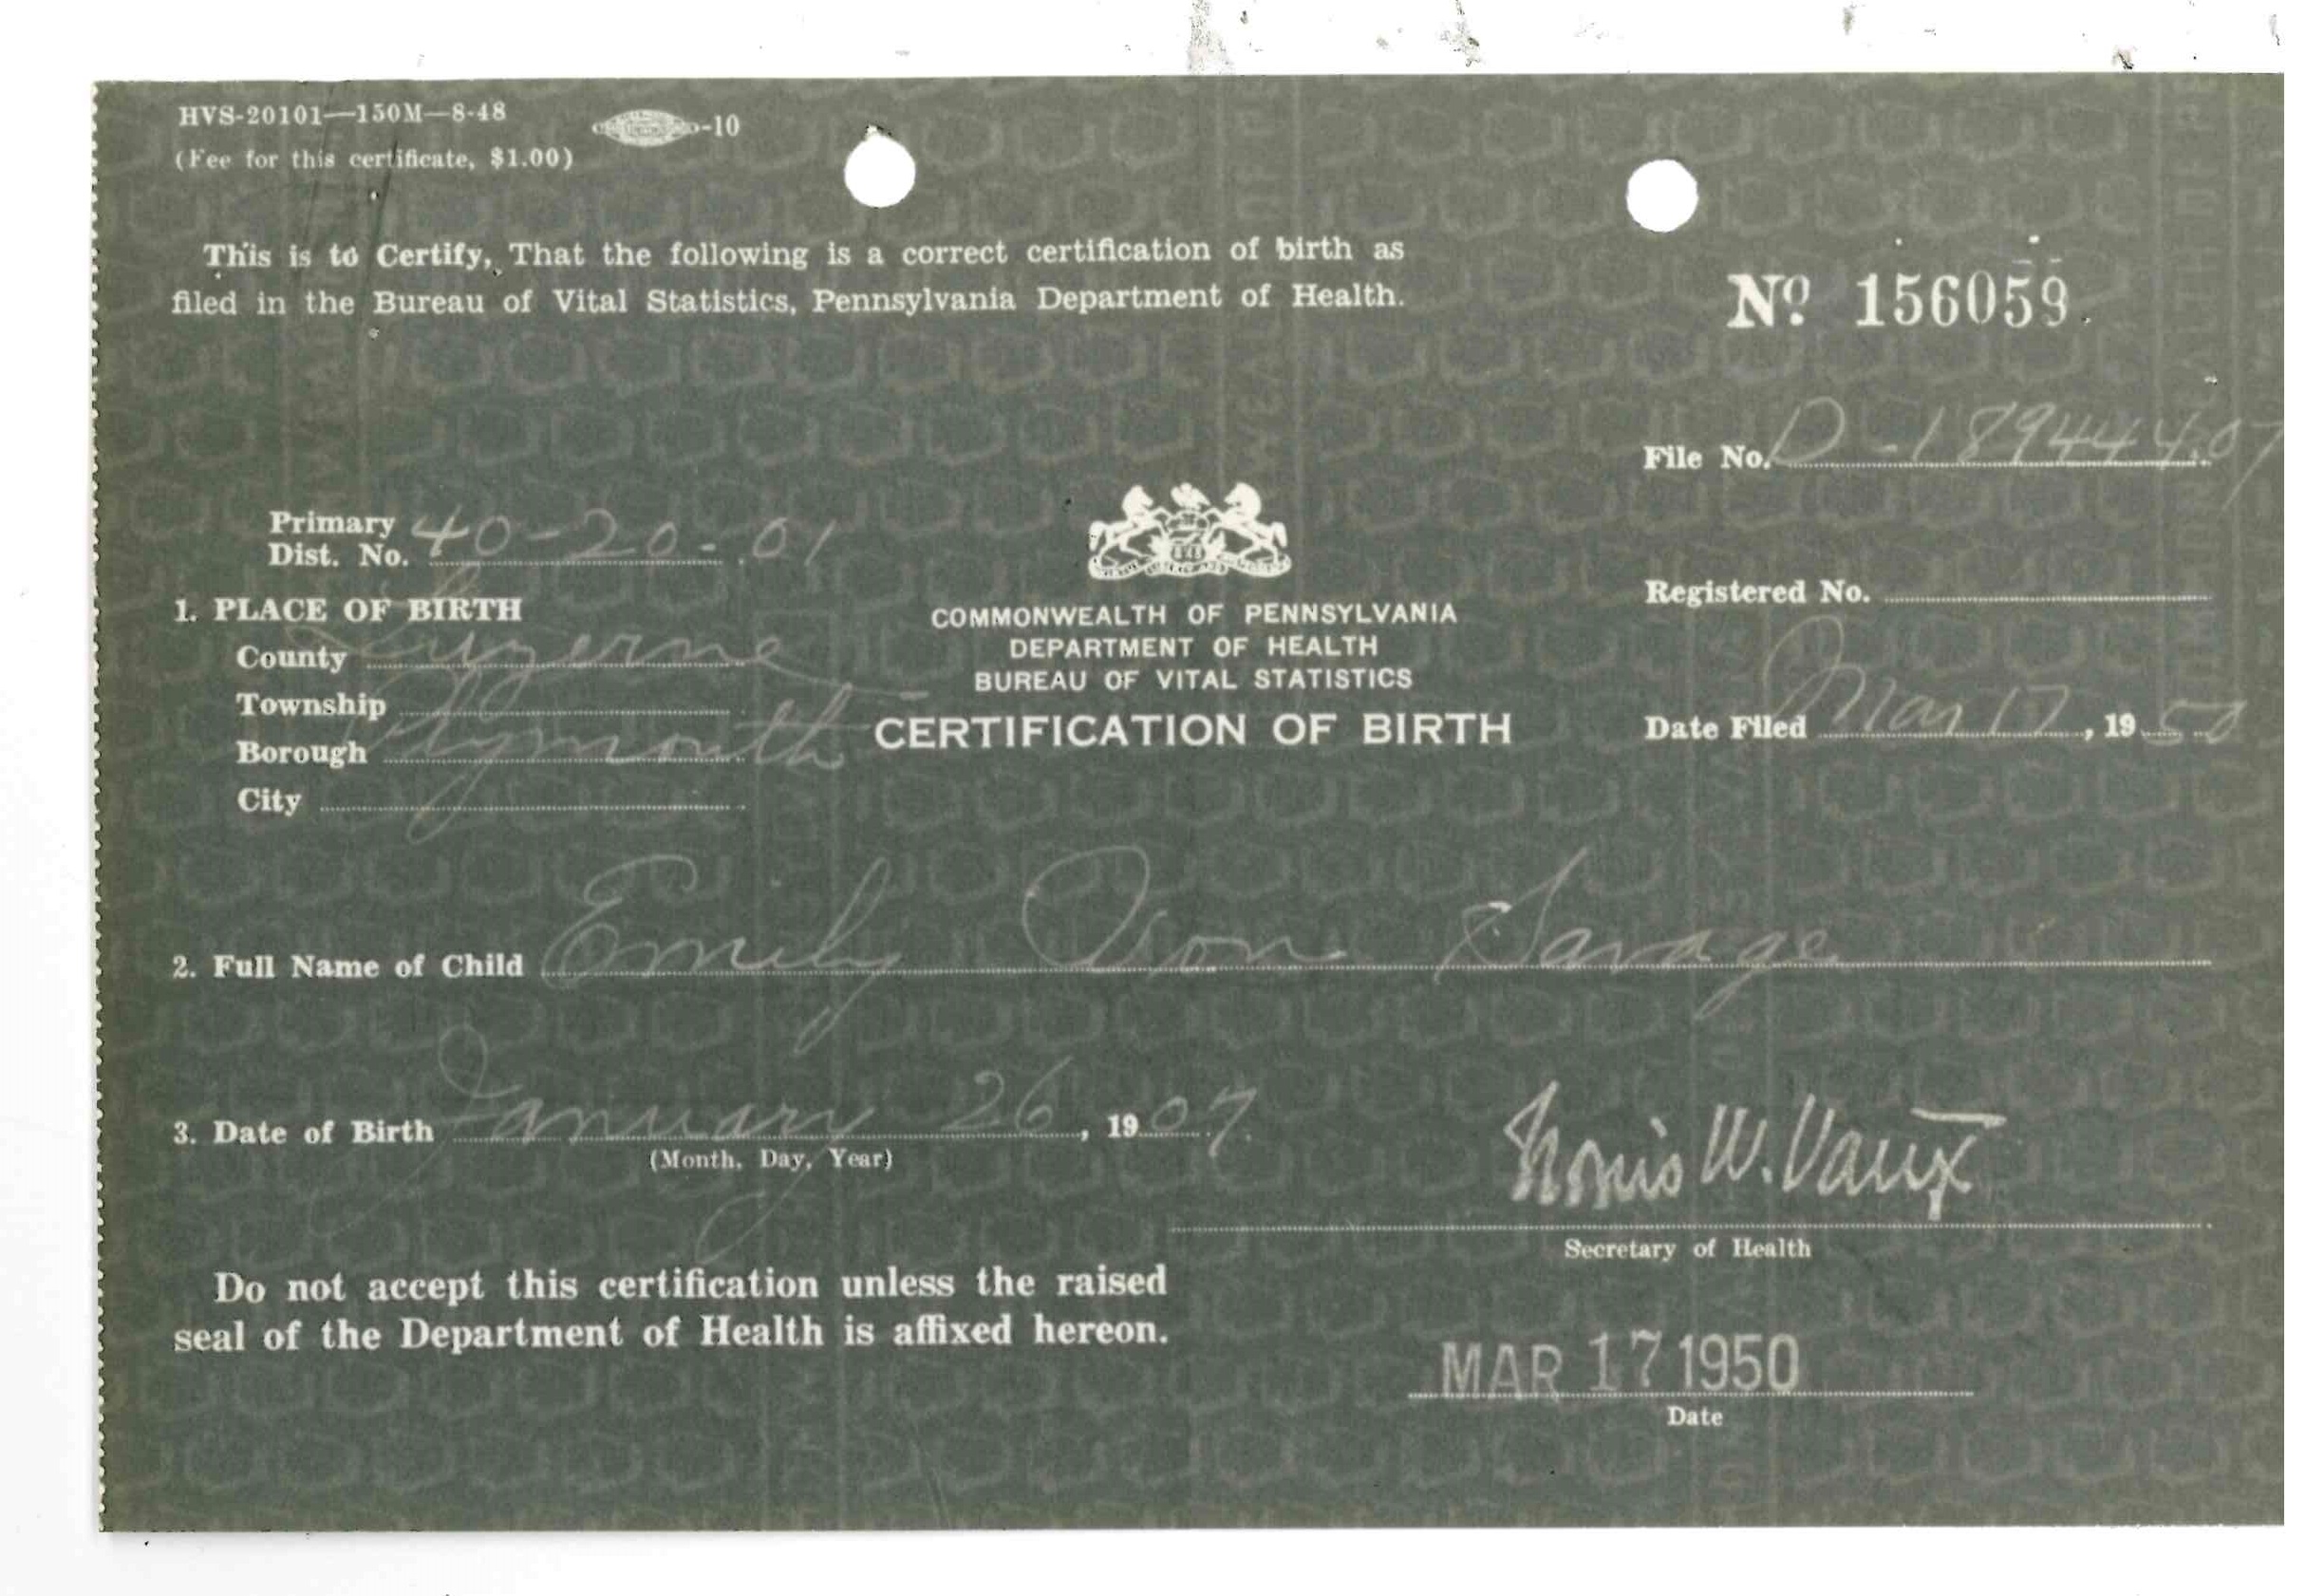 HVS-20101—150M—8-48
-10
(Fee for this certificate, $1.00)
This is to Certify, That the following is a correct certification of birth as
filed in the Bureau of Vital Statistics, Pennsylvania Department of Health.
Nº 156059
File No. D-189444-07
Primary
Dist. No. 40-20-01
1. PLACE OF BIRTH
County Luzerne
Township
Borough Plymouth
City
COMMONWEALTH OF PENNSYLVANIA
DEPARTMENT OF HEALTH
BUREAU OF VITAL STATISTICS
CERTIFICATION OF BIRTH
Registered No.
Date Filed Mar 17, 1950
2. Full Name of Child Emily Savage
3. Date of Birth January 26, 1907
(Month, Day, Year)
Norris W. Vaux
Secretary of Health
Do not accept this certification unless the raised
seal of the Department of Health is affixed hereon.
MAR 17 1950
Date